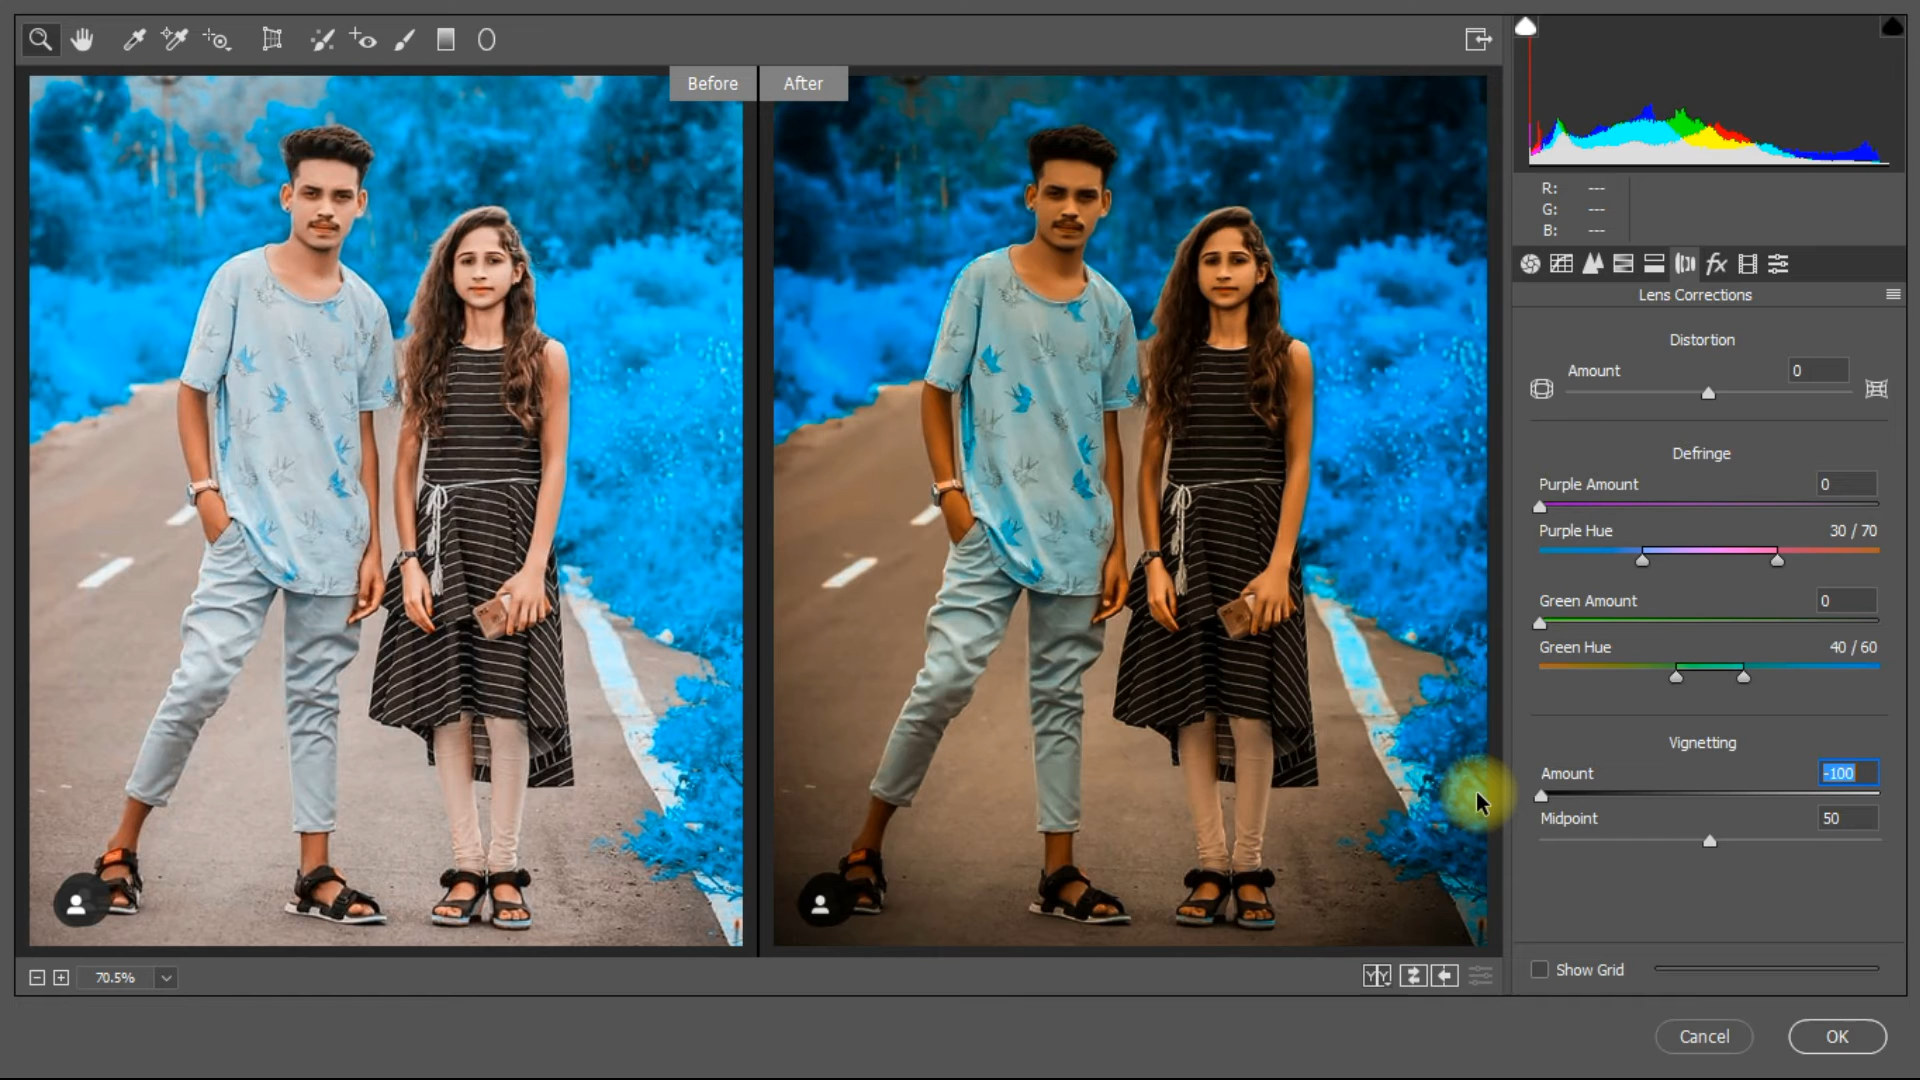 Before
After
R: ---
G: ---
B: ---
fx
Lens Corrections
Distortion
Amount 0
Defringe
Purple Amount 0
Purple Hue 30 / 70
Green Amount 0
Green Hue 40 / 60
Vignetting
Amount -100
Midpoint 50
70.5%
Y Y
Show Grid
Cancel
OK